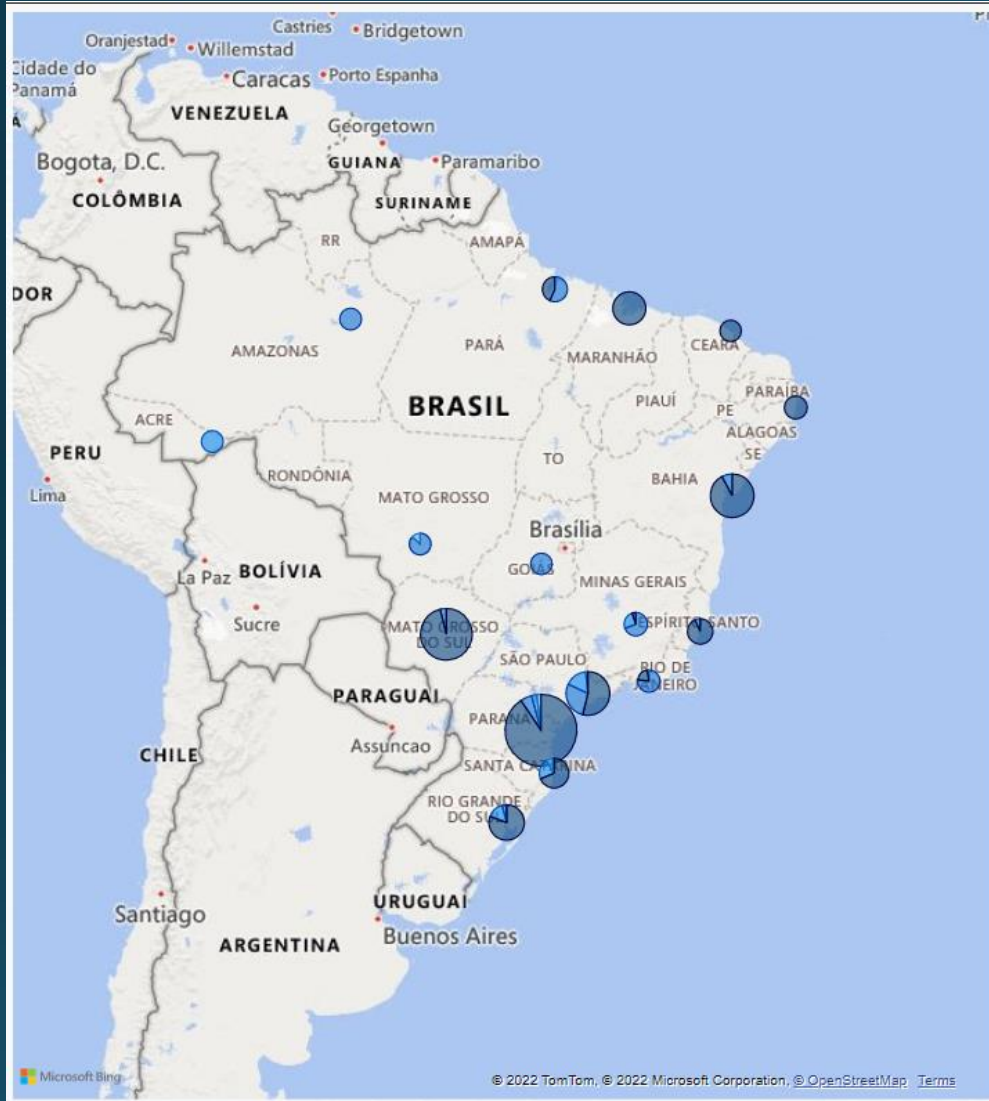 Castries
Bridgetown
Oranjestad
Willemstad
Cidade do
Panamá
Caracas
Porto Espanha
VENEZUELA
Georgetown
Bogota, D.C.
GUIANA
Paramaribo
COLÔMBIA
SURINAME
RR
AMAPÁ
DOR
AMAZONAS
PARÁ
MARANHÃO
CEARÁ
BRASIL
PIAUÍ
PARAÍBA
PE
ACRE
ALAGOAS
SE
PERU
TO
RONDÔNIA
BAHIA
Lima
MATO GROSSO
Brasília
La Paz
BOLÍVIA
GOIÁS
MINAS GERAIS
Sucre
MATO GROSSO
DO SUL
ESPÍRITO SANTO
SÃO PAULO
RIO DE
JANEIRO
PARAGUAI
PARANÁ
Assuncao
CHILE
SANTA CATARINA
RIO GRANDE
DO SUL
URUGUAI
Santiago
Buenos Aires
ARGENTINA
Microsoft Bing
© 2022 TomTom, © 2022 Microsoft Corporation, © OpenStreetMap Terms